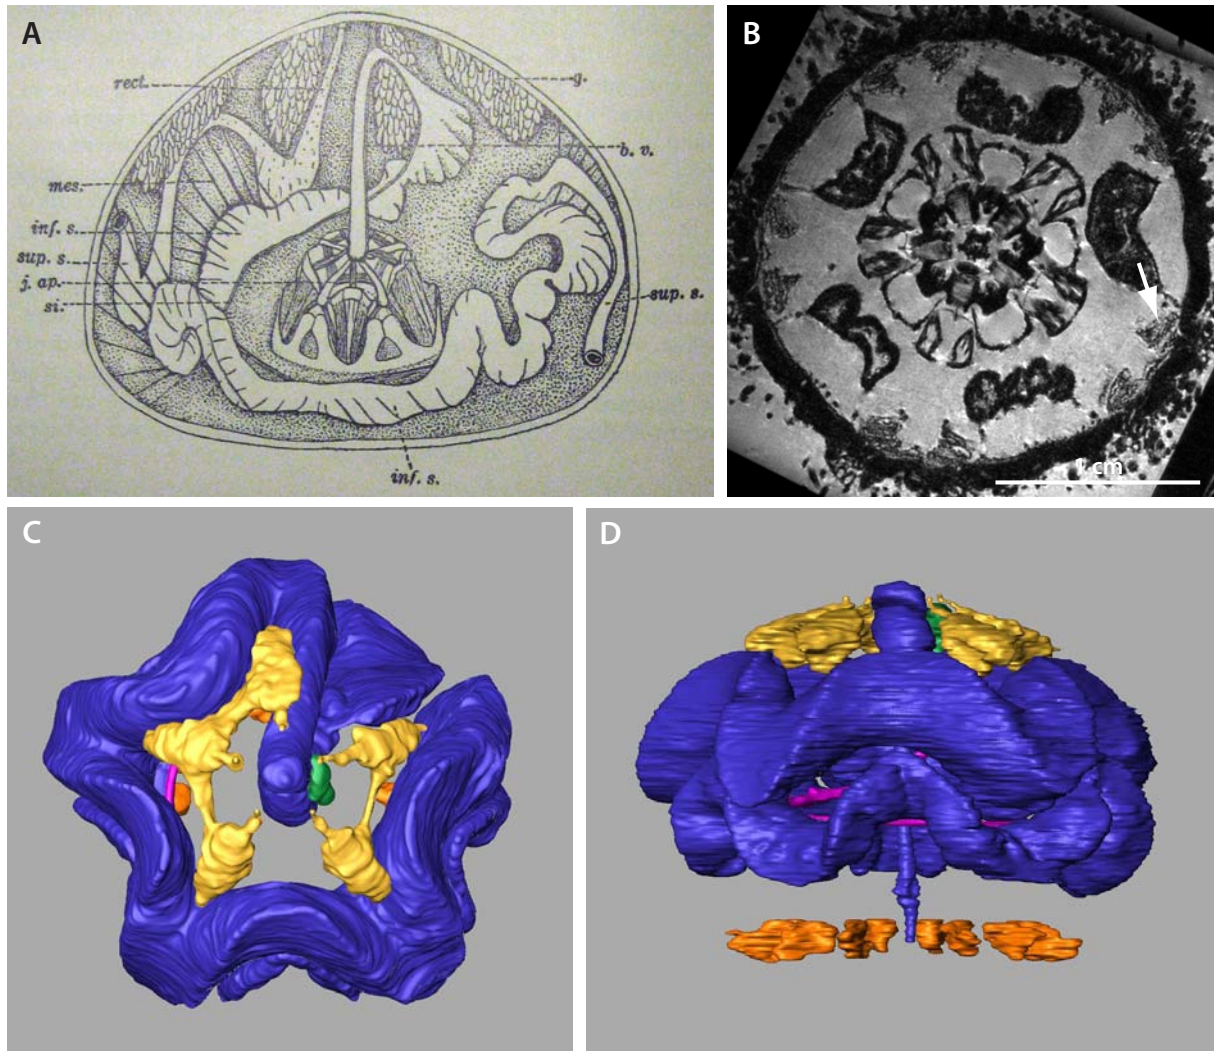 A
B
rect.
g.
b. v.
mes.
inf. s.
sup. s.
j. ap.
si.
sup. s.
inf. s.
1 cm
C
D